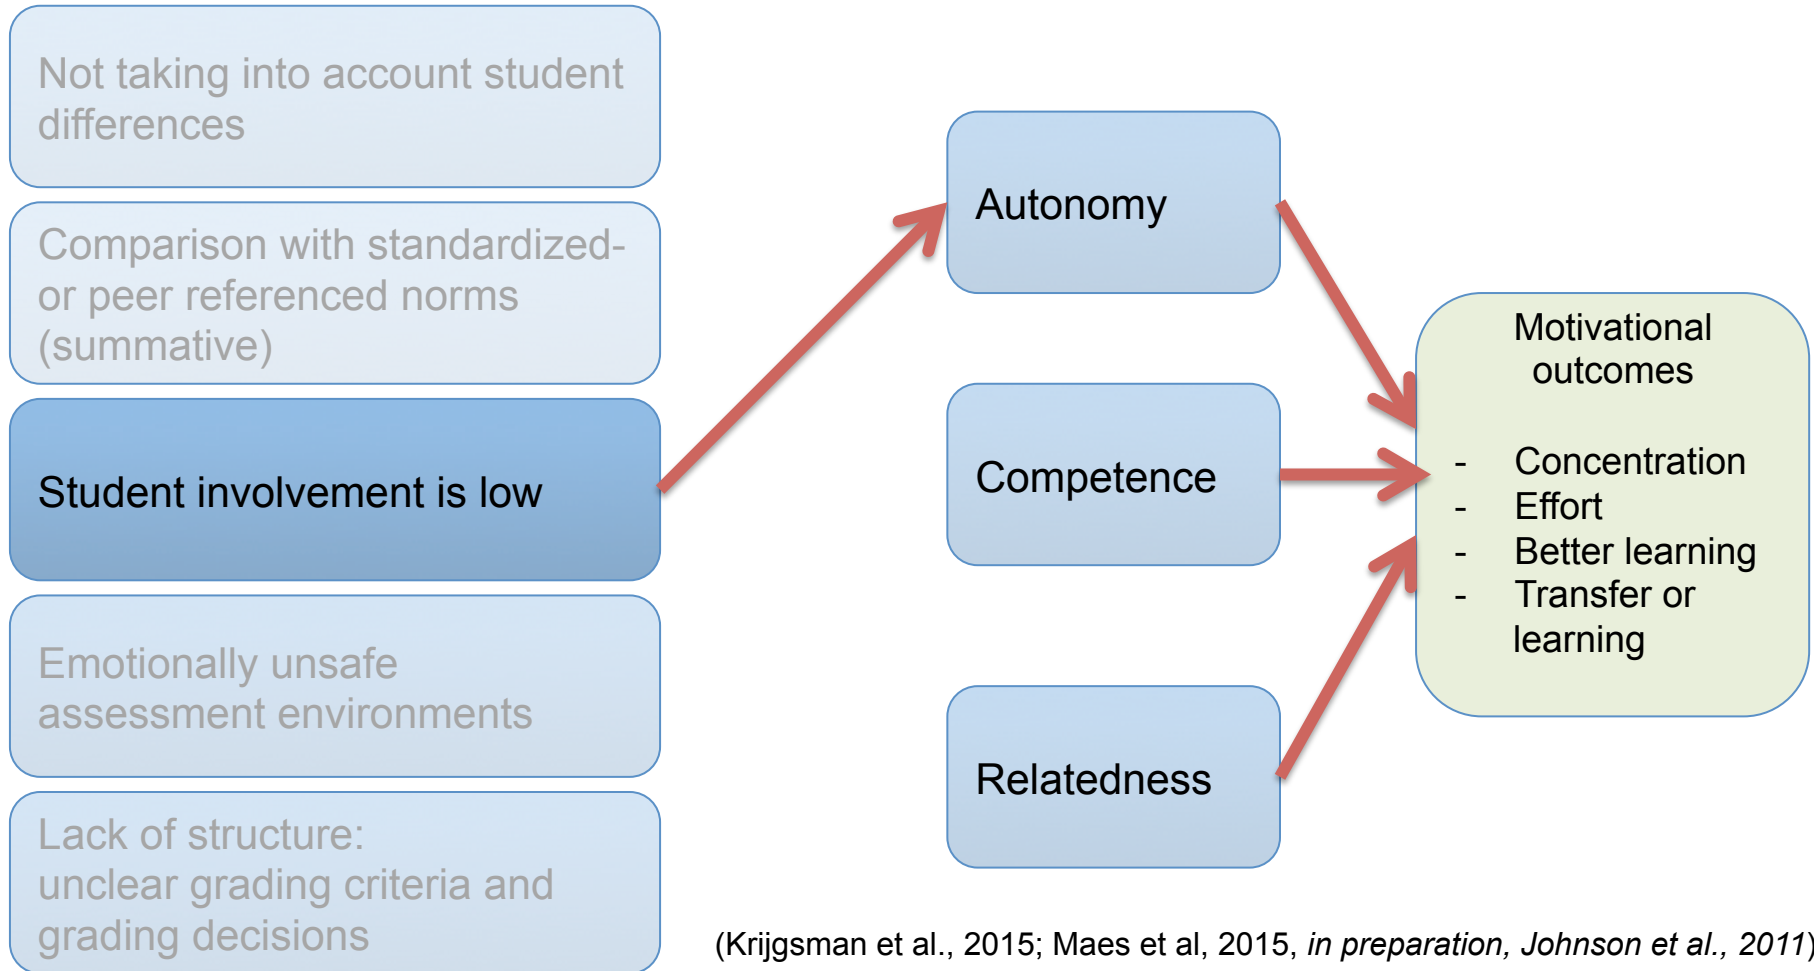 Not taking into account student
differences
Comparison with standardized-
or peer referenced norms
(summative)
Student involvement is low
Emotionally unsafe
assessment environments
Lack of structure:
unclear grading criteria and
grading decisions
Autonomy
Competence
Relatedness
Motivational
outcomes
- Concentration
- Effort
- Better learning
- Transfer or
learning
(Krijgsman et al., 2015; Maes et al, 2015, in preparation, Johnson et al., 2011)